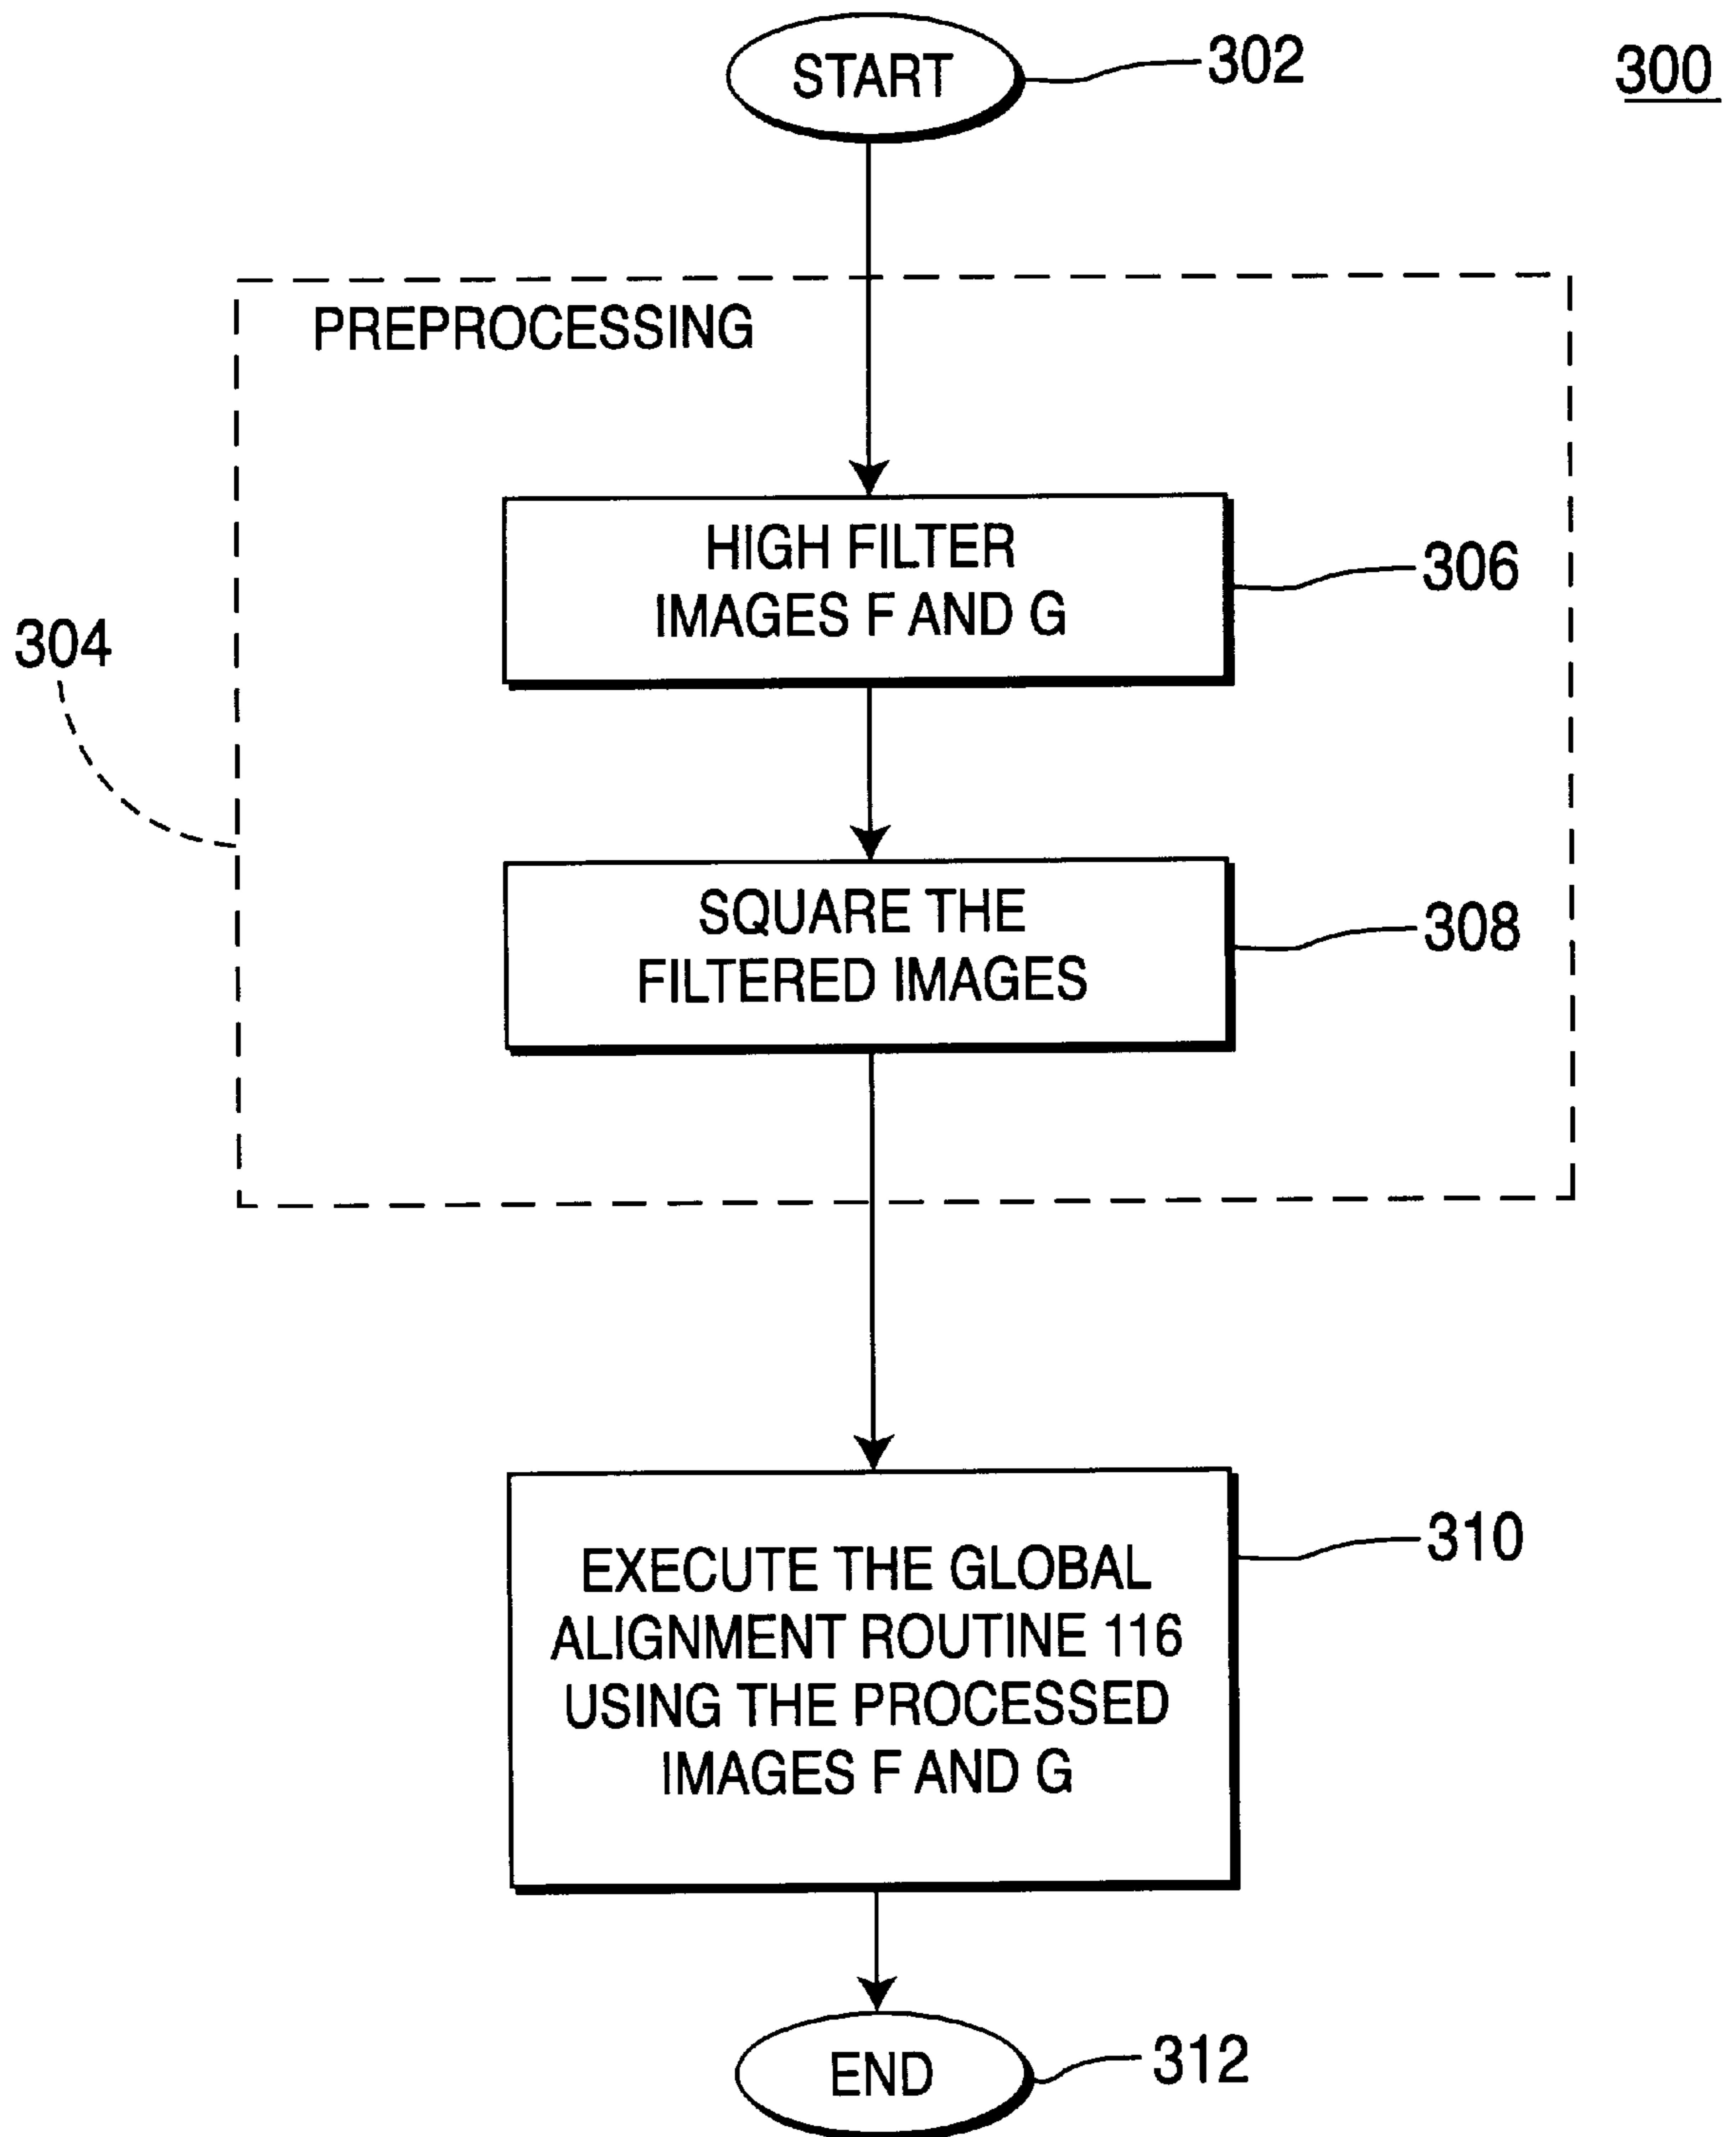 START
302
300
PREPROCESSING
HIGH FILTER
IMAGES F AND G
306
304
SQUARE THE
FILTERED IMAGES
308
EXECUTE THE GLOBAL
ALIGNMENT ROUTINE 116
USING THE PROCESSED
IMAGES F AND G
310
END
312